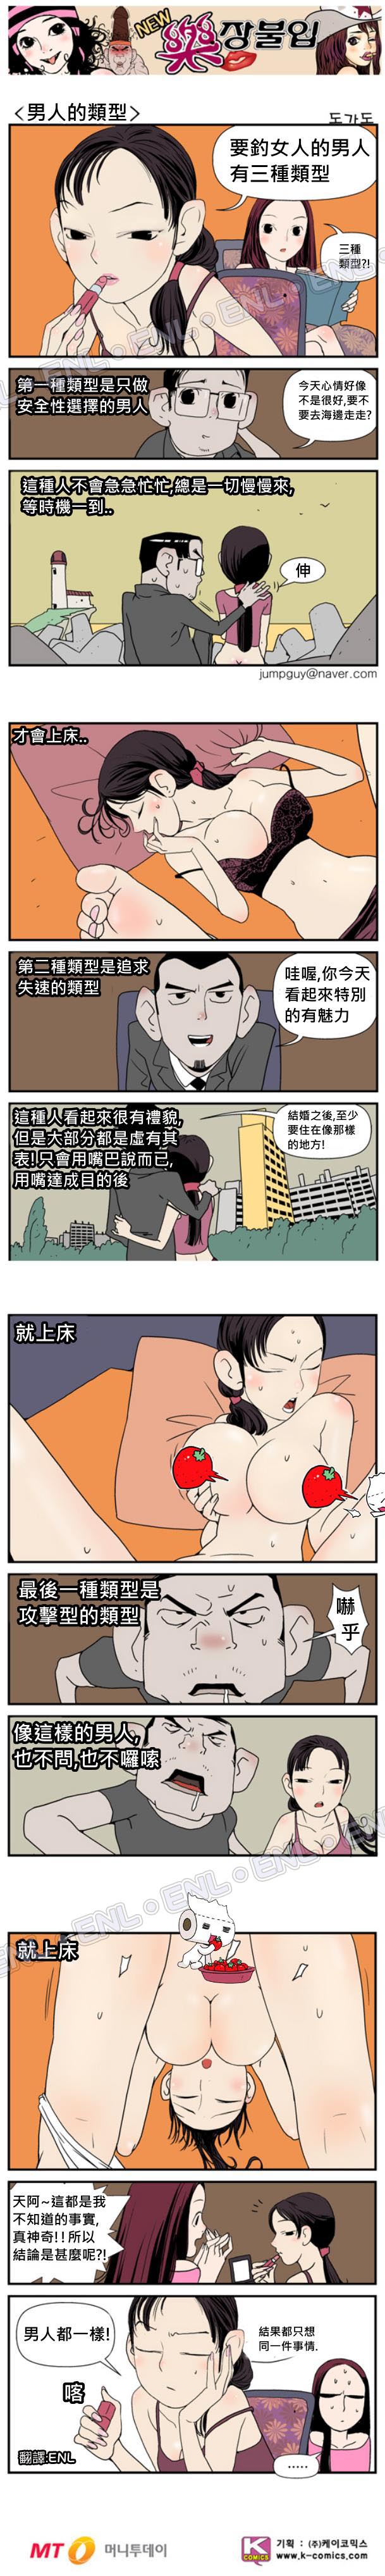 NEW 樂장불입
<男人的類型>
도가도
要釣女人的男人
有三種類型
三種
類型?!
ENL • ENL • ENL • ENL
第一種類型是只做
安全性選擇的男人
今天心情好像
不是很好,要不
要去海邊走走?
這種人不會急急忙忙,總是一切慢慢來,
等時機一到..
伸
jumpguy@naver.com
才會上床..
第二種類型是追求
失速的類型
哇喔,你今天
看起來特別
的有魅力
這種人看起來很有禮貌,
但是大部分都是虛有其
表!只會用嘴巴說而已,
用嘴達成目的後
結婚之後,至少
要住在像那樣
的地方!
就上床
最後一種類型是
攻擊型的類型
嚇
乎
像這樣的男人,
也不問,也不囉嗦
ENL • ENL • ENL • ENL
就上床
天阿~這都是我
不知道的事實,
真神奇!!所以
結論是甚麼呢?!
男人都一樣!
結果都只想
同一件事情.
喀
翻譯:ENL
.....
MT 머니투데이
K COMICS
기획 : (주)케이코믹스
www.k-comics.com